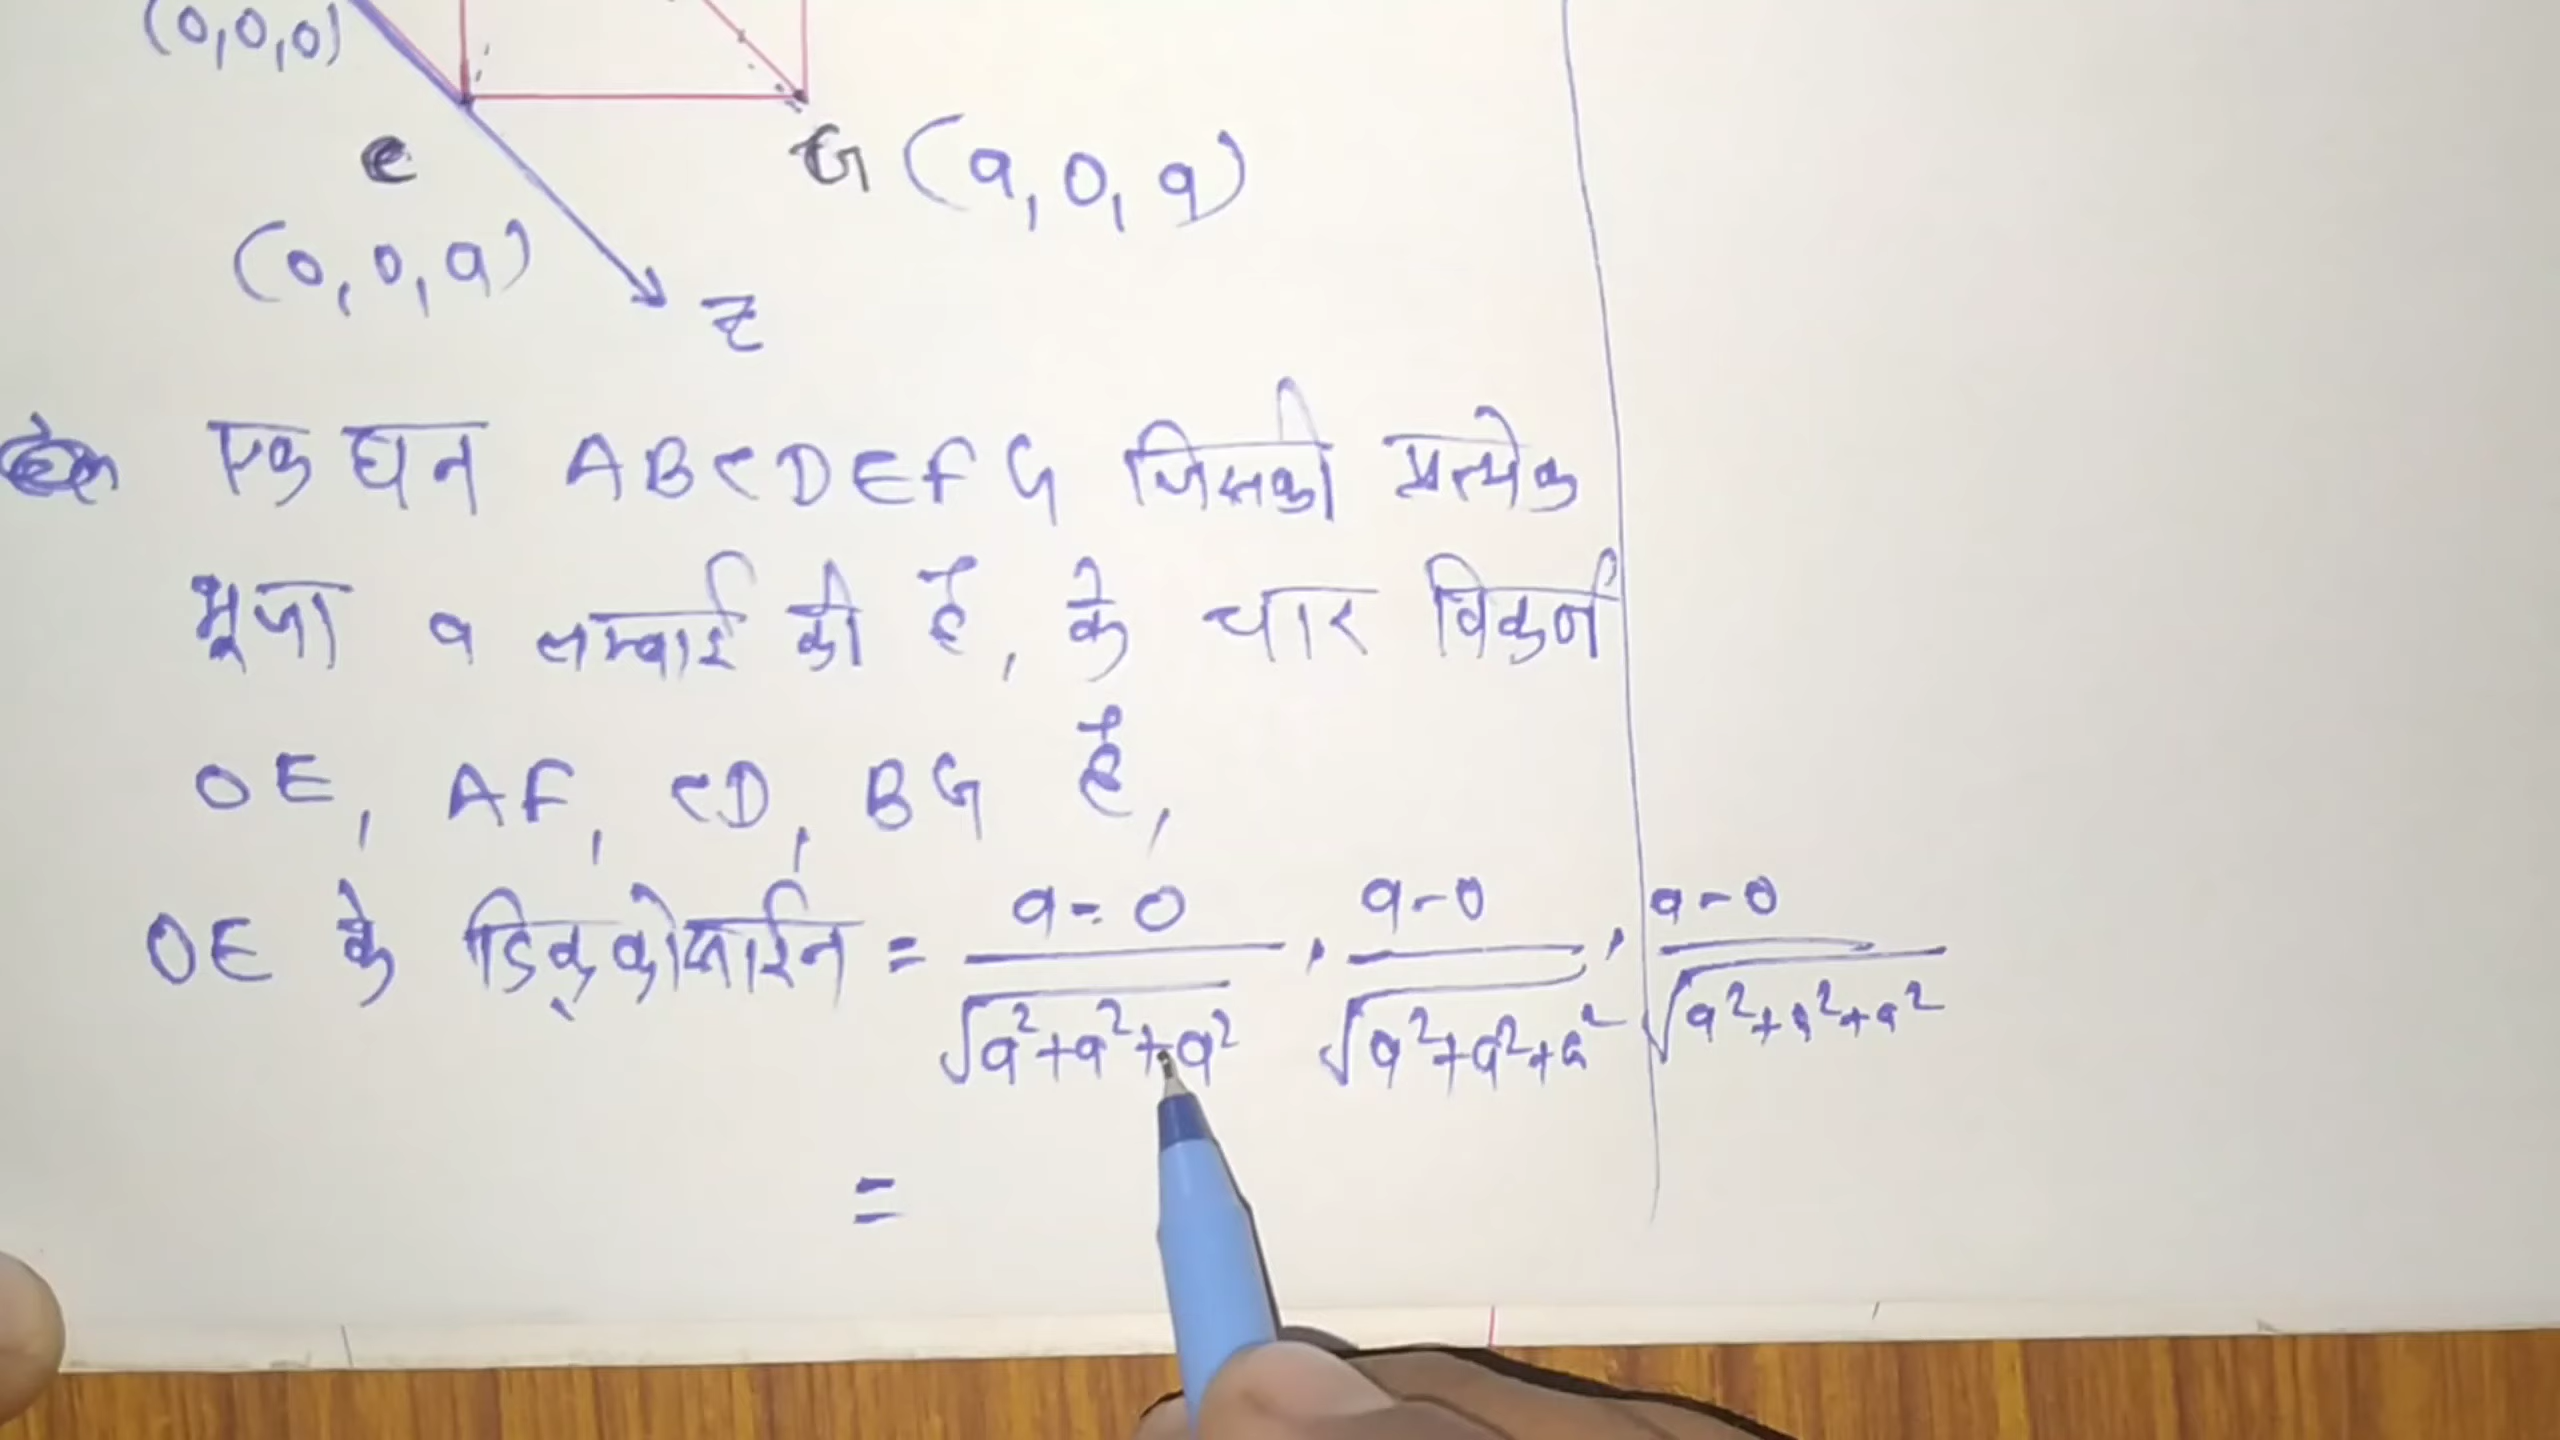 (0,0,0)
C
G (a, 0, a)
(0, 0, a)
Z
एक घन ABCDEFG जिसकी प्रत्येक
भूजा a लम्बाई की है, के चार विकर्ण
OE, AF, CD, BG है,
OE के दिक्कोसाईन = a-0/√a²+a²+a² , a-0/√a²+a²+a² , a-0/√a²+a²+a²
=